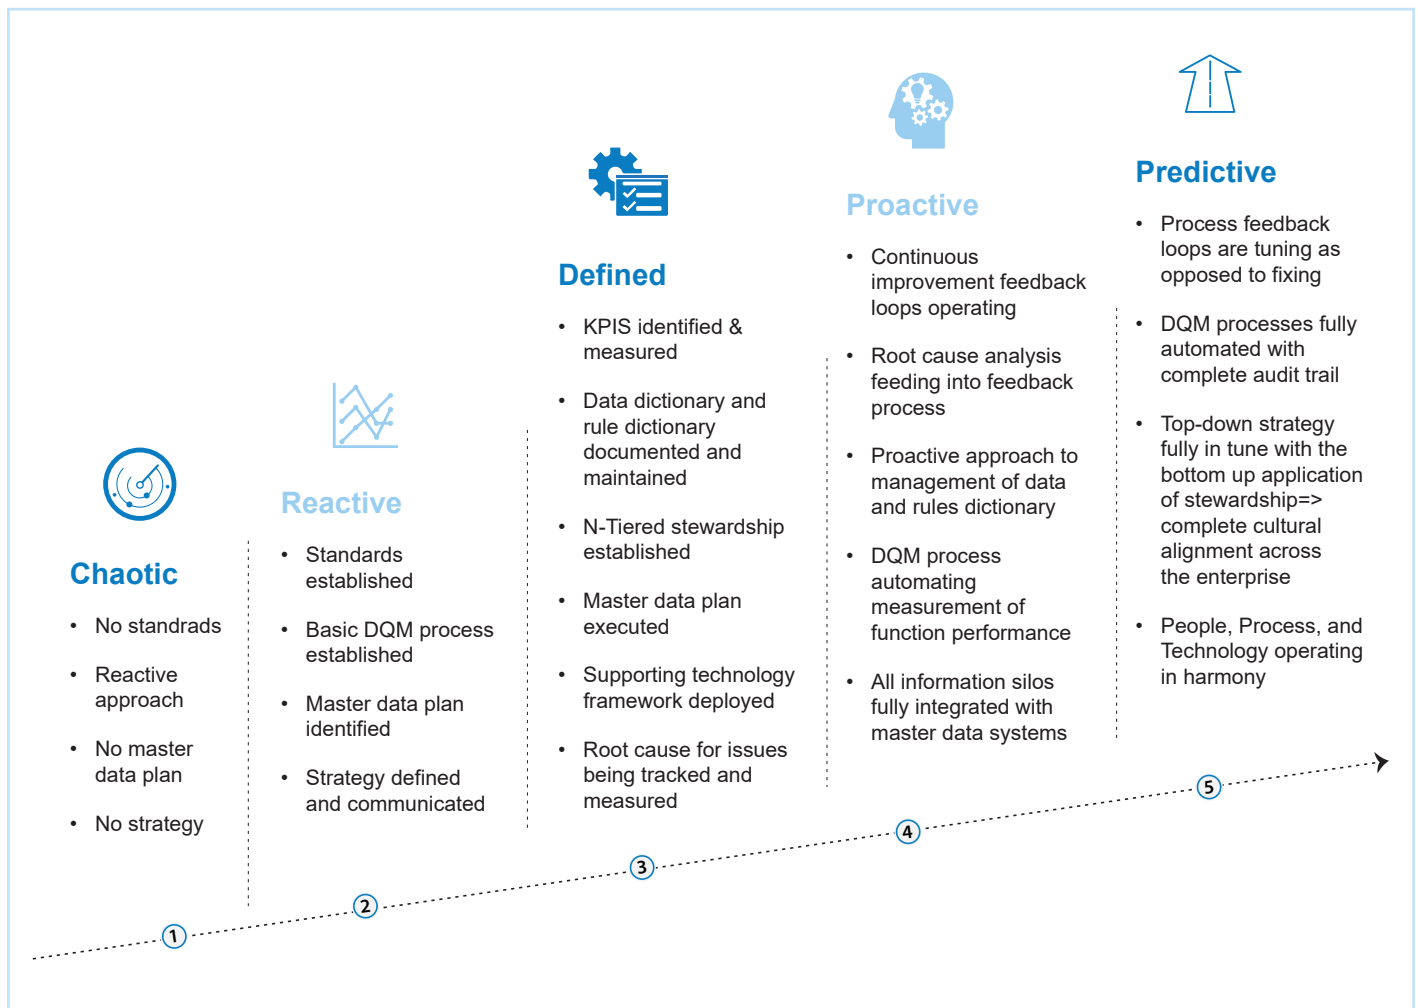 Chaotic
• No standrads
• Reactive
approach
• No master
data plan
• No strategy
1
Reactive
• Standards
established
• Basic DQM process
established
• Master data plan
identified
• Strategy defined
and communicated
2
Defined
• KPIS identified &
measured
• Data dictionary and
rule dictionary
documented and
maintained
• N-Tiered stewardship
established
• Master data plan
executed
• Supporting technology
framework deployed
• Root cause for issues
being tracked and
measured
3
Proactive
• Continuous
improvement feedback
loops operating
• Root cause analysis
feeding into feedback
process
• Proactive approach to
management of data
and rules dictionary
• DQM process
automating
measurement of
function performance
• All information silos
fully integrated with
master data systems
4
Predictive
• Process feedback
loops are tuning as
opposed to fixing
• DQM processes fully
automated with
complete audit trail
• Top-down strategy
fully in tune with the
bottom up application
of stewardship=>
complete cultural
alignment across
the enterprise
• People, Process, and
Technology operating
in harmony
5